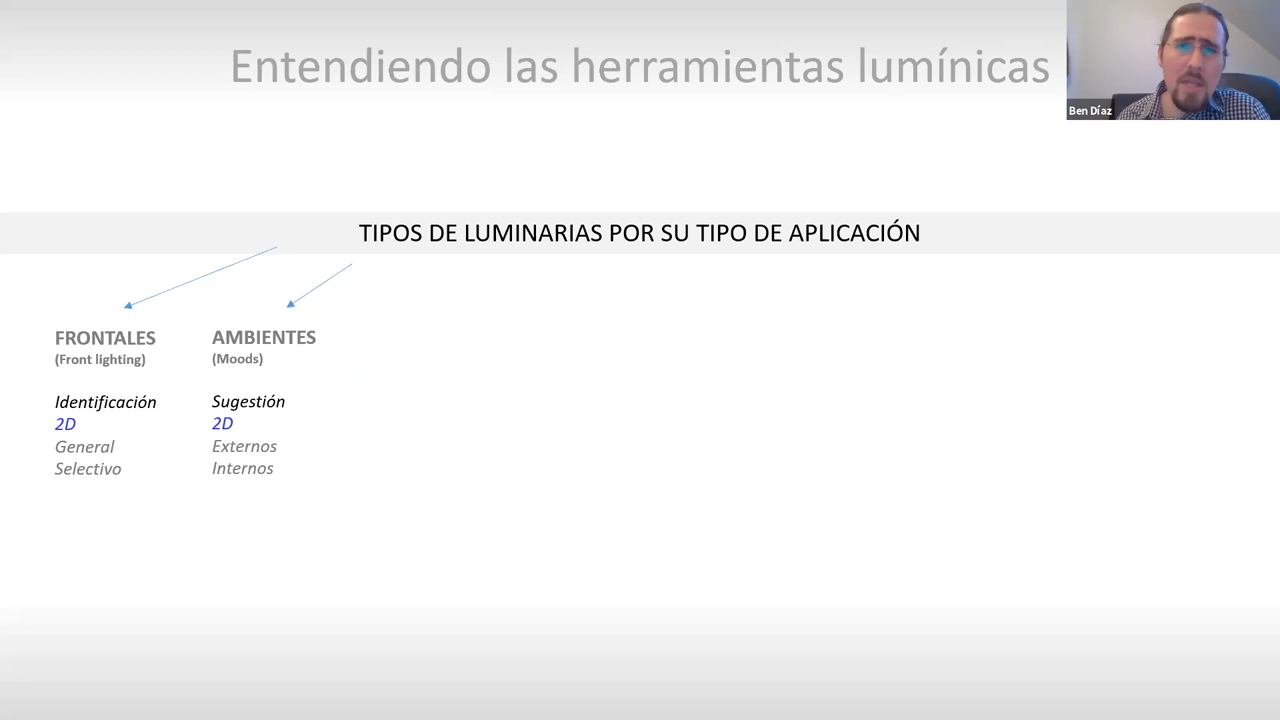 Entendiendo las herramientas lumínicas
Ben Díaz
TIPOS DE LUMINARIAS POR SU TIPO DE APLICACIÓN
FRONTALES
(Front lighting)
Identificación
2D
General
Selectivo
AMBIENTES
(Moods)
Sugestión
2D
Externos
Internos